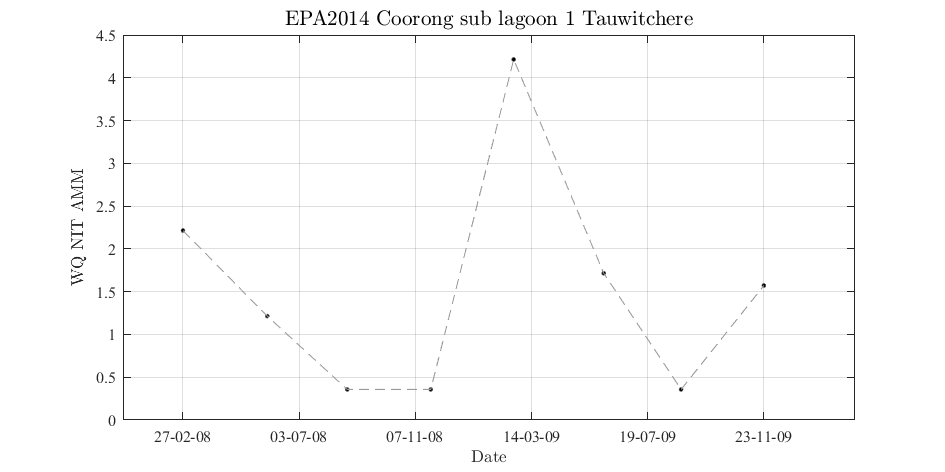 EPA2014 Coorong sub lagoon 1 Tauwitchere
4.5
4
3.5
3
2.5
2
1.5
1
0.5
0
WQ NIT AMM
27-02-08 03-07-08 07-11-08 14-03-09 19-07-09 23-11-09
Date